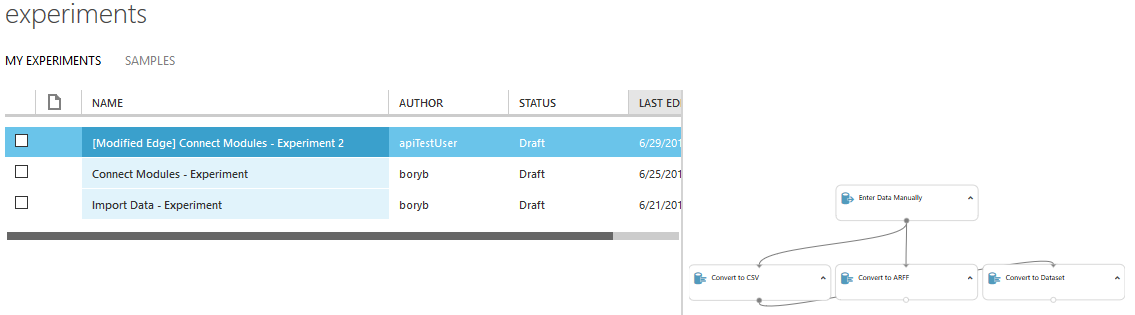 experiments
MY EXPERIMENTS SAMPLES
NAME AUTHOR STATUS LAST EDI
[Modified Edge] Connect Modules - Experiment 2 apiTestUser Draft 6/29/201
Connect Modules - Experiment boryb Draft 6/25/201
Import Data - Experiment boryb Draft 6/21/201
Enter Data Manually
Convert to CSV Convert to ARFF Convert to Dataset